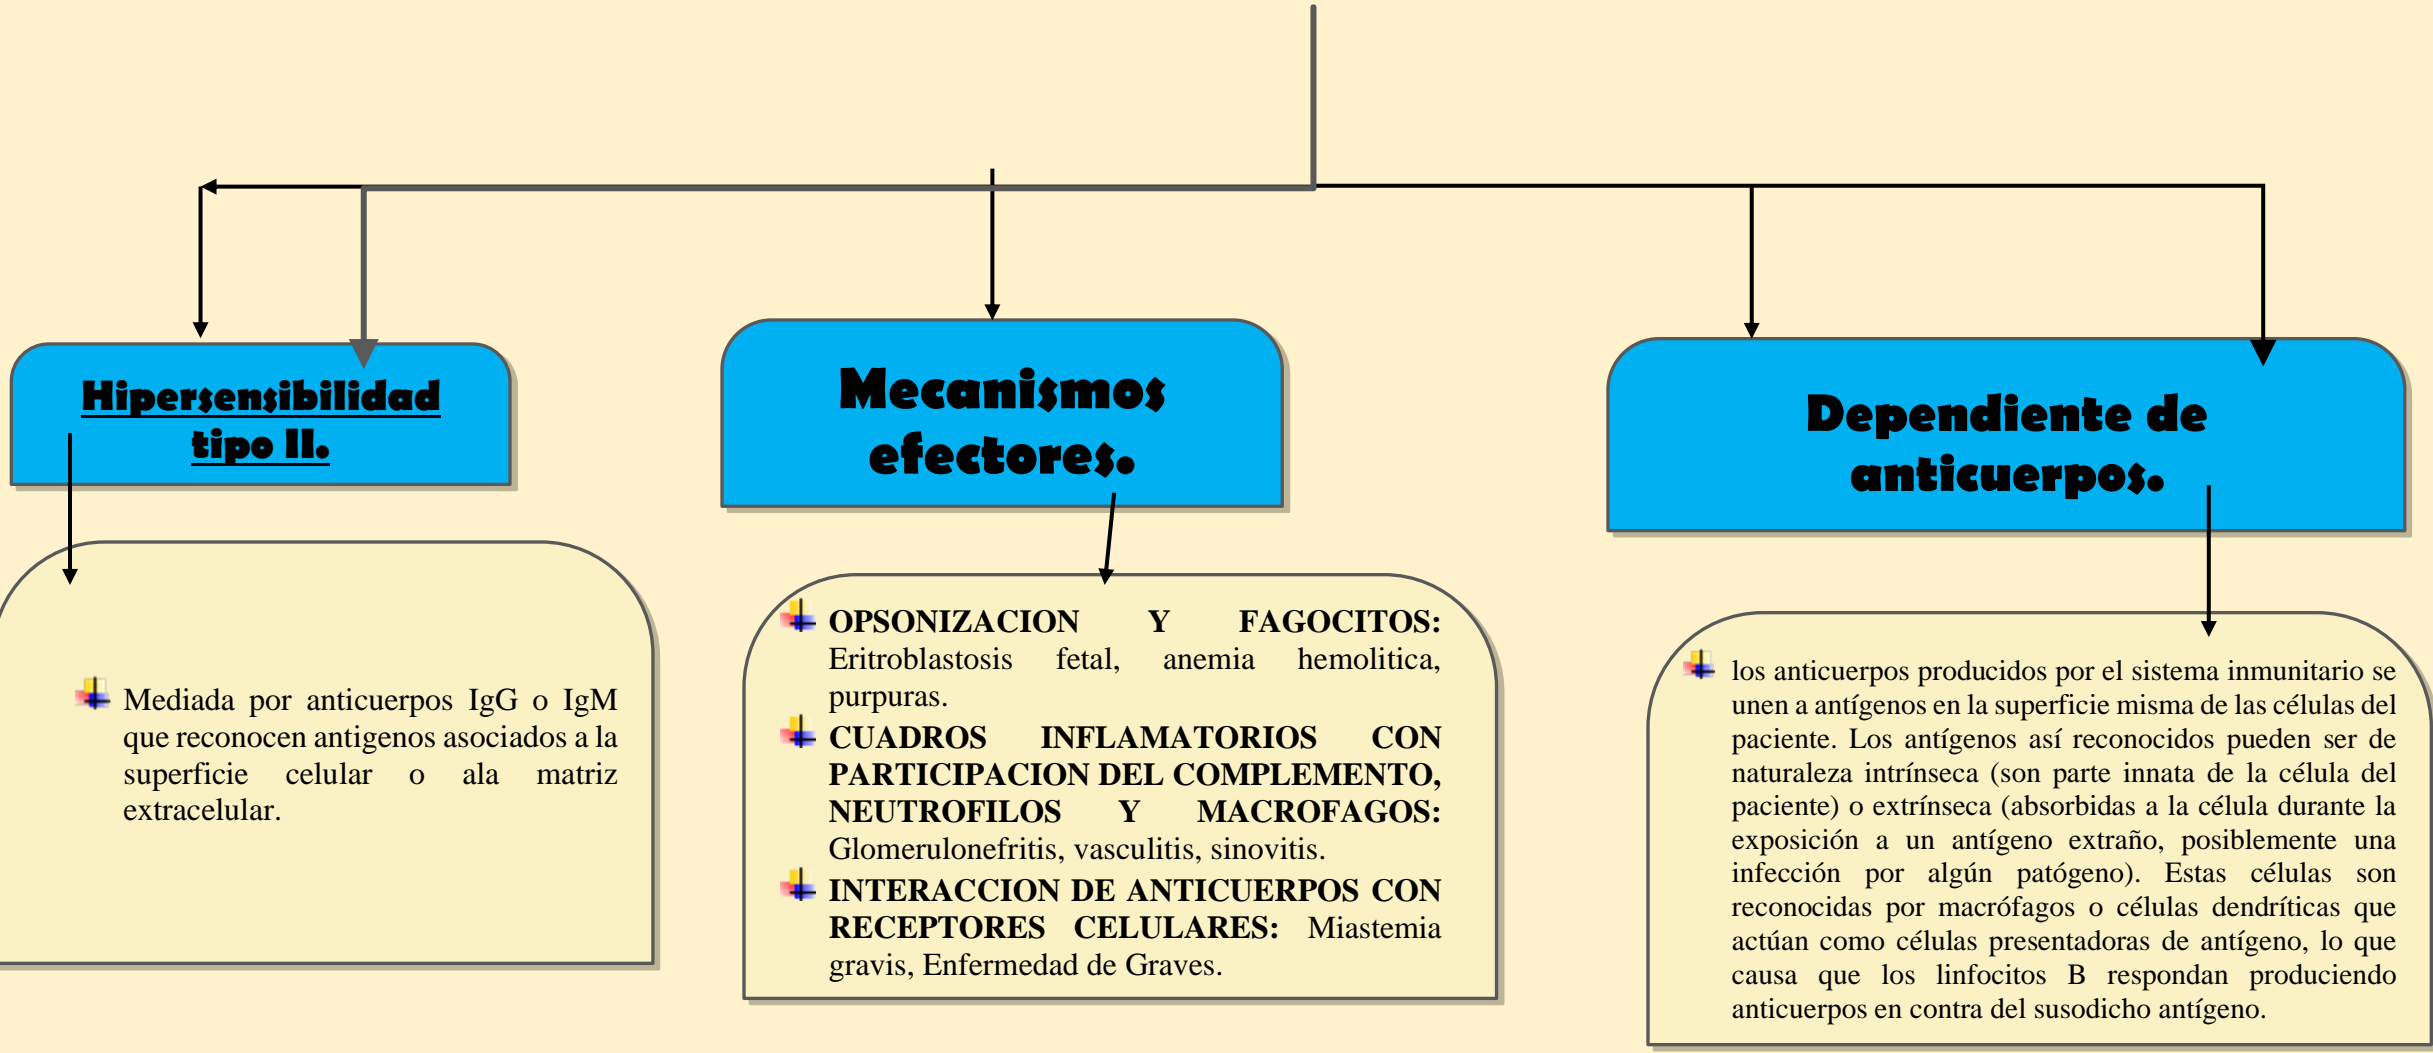 Hipersensibilidad
tipo II.
Mediada por anticuerpos IgG o IgM
que reconocen antigenos asociados a la
superficie celular o ala matriz
extracelular.
Mecanismos
efectores.
OPSONIZACION Y FAGOCITOS:
Eritroblastosis fetal, anemia hemolitica,
purpuras.
CUADROS INFLAMATORIOS CON
PARTICIPACION DEL COMPLEMENTO,
NEUTROFILOS Y MACROFAGOS:
Glomerulonefritis, vasculitis, sinovitis.
INTERACCION DE ANTICUERPOS CON
RECEPTORES CELULARES: Miastemia
gravis, Enfermedad de Graves.
Dependiente de
anticuerpos.
los anticuerpos producidos por el sistema inmunitario se
unen a antígenos en la superficie misma de las células del
paciente. Los antígenos así reconocidos pueden ser de
naturaleza intrínseca (son parte innata de la célula del
paciente) o extrínseca (absorbidas a la célula durante la
exposición a un antígeno extraño, posiblemente una
infección por algún patógeno). Estas células son
reconocidas por macrófagos o células dendríticas que
actúan como células presentadoras de antígeno, lo que
causa que los linfocitos B respondan produciendo
anticuerpos en contra del susodicho antígeno.